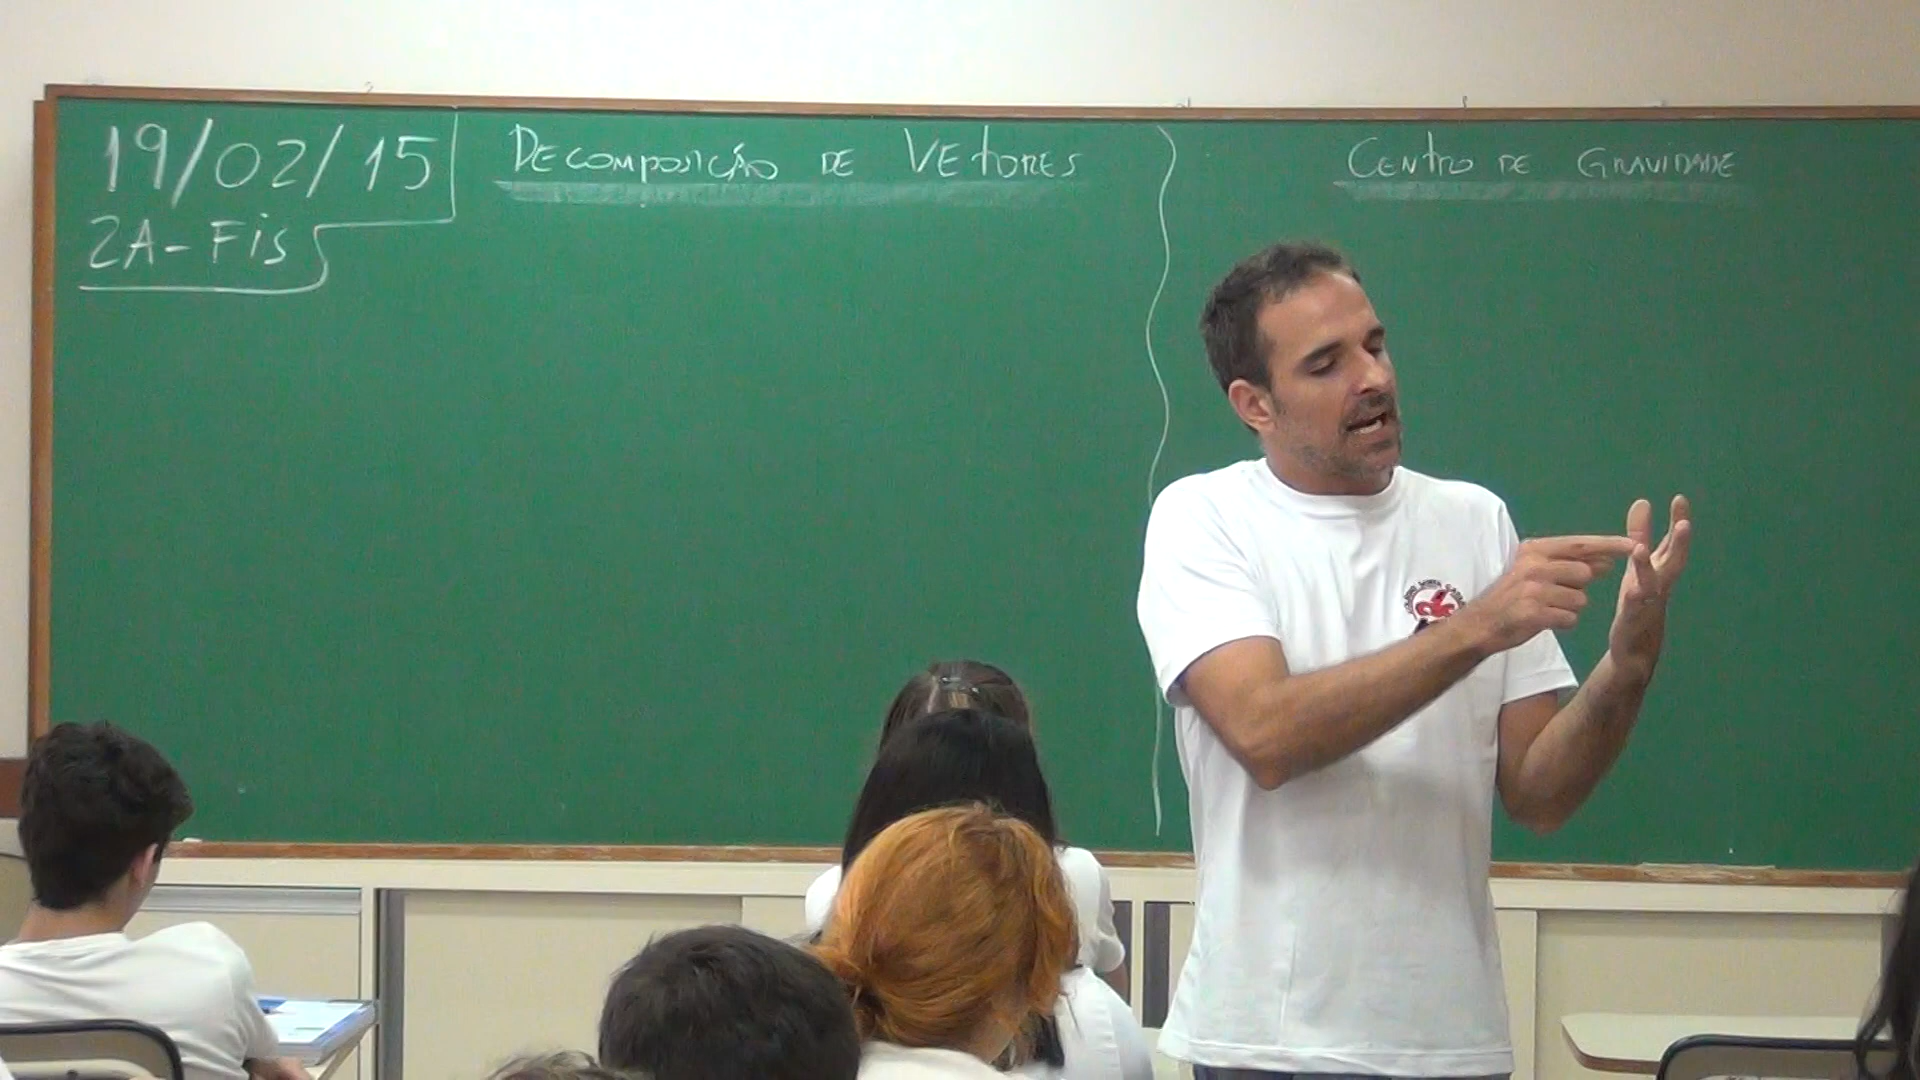 19/02/15
2A-Fis
DECOMPOSIÇÃO DE VETORES
CENTRO DE GRAVIDADE